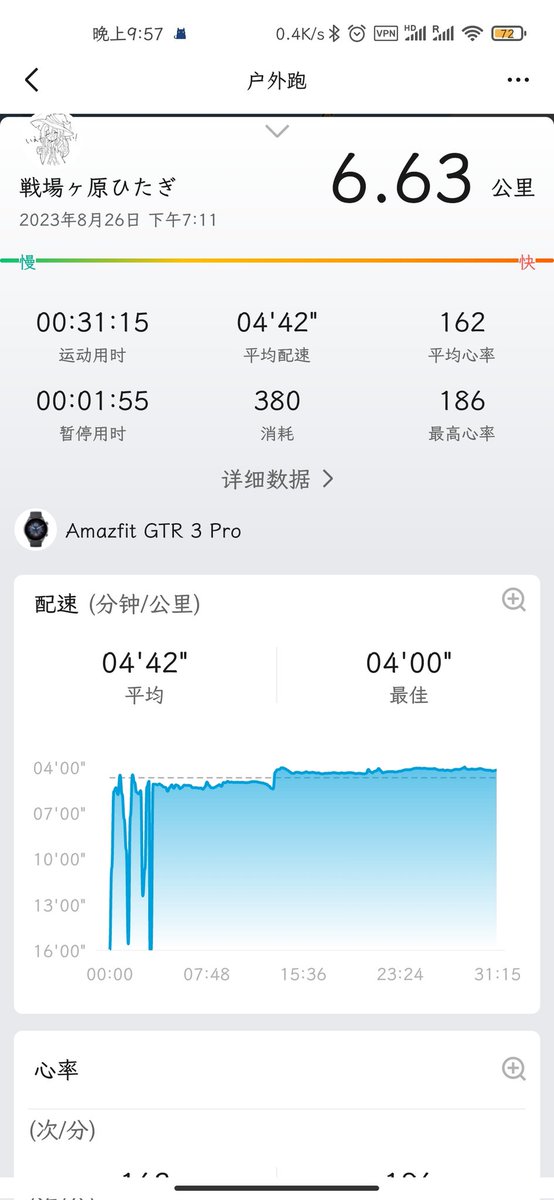 晚上9:57 0.4K/s VPN HD R 72
户外跑
戦場ヶ原ひたぎ 6.63 公里
2023年8月26日 下午7:11
慢 快
00:31:15 04'42" 162
运动用时 平均配速 平均心率
00:01:55 380 186
暂停用时 消耗 最高心率
详细数据
Amazfit GTR 3 Pro
配速 (分钟/公里)
04'42" 04'00"
平均 最佳
04'00"
07'00"
10'00"
13'00"
16'00"
00:00 07:48 15:36 23:24 31:15
心率
(次/分)